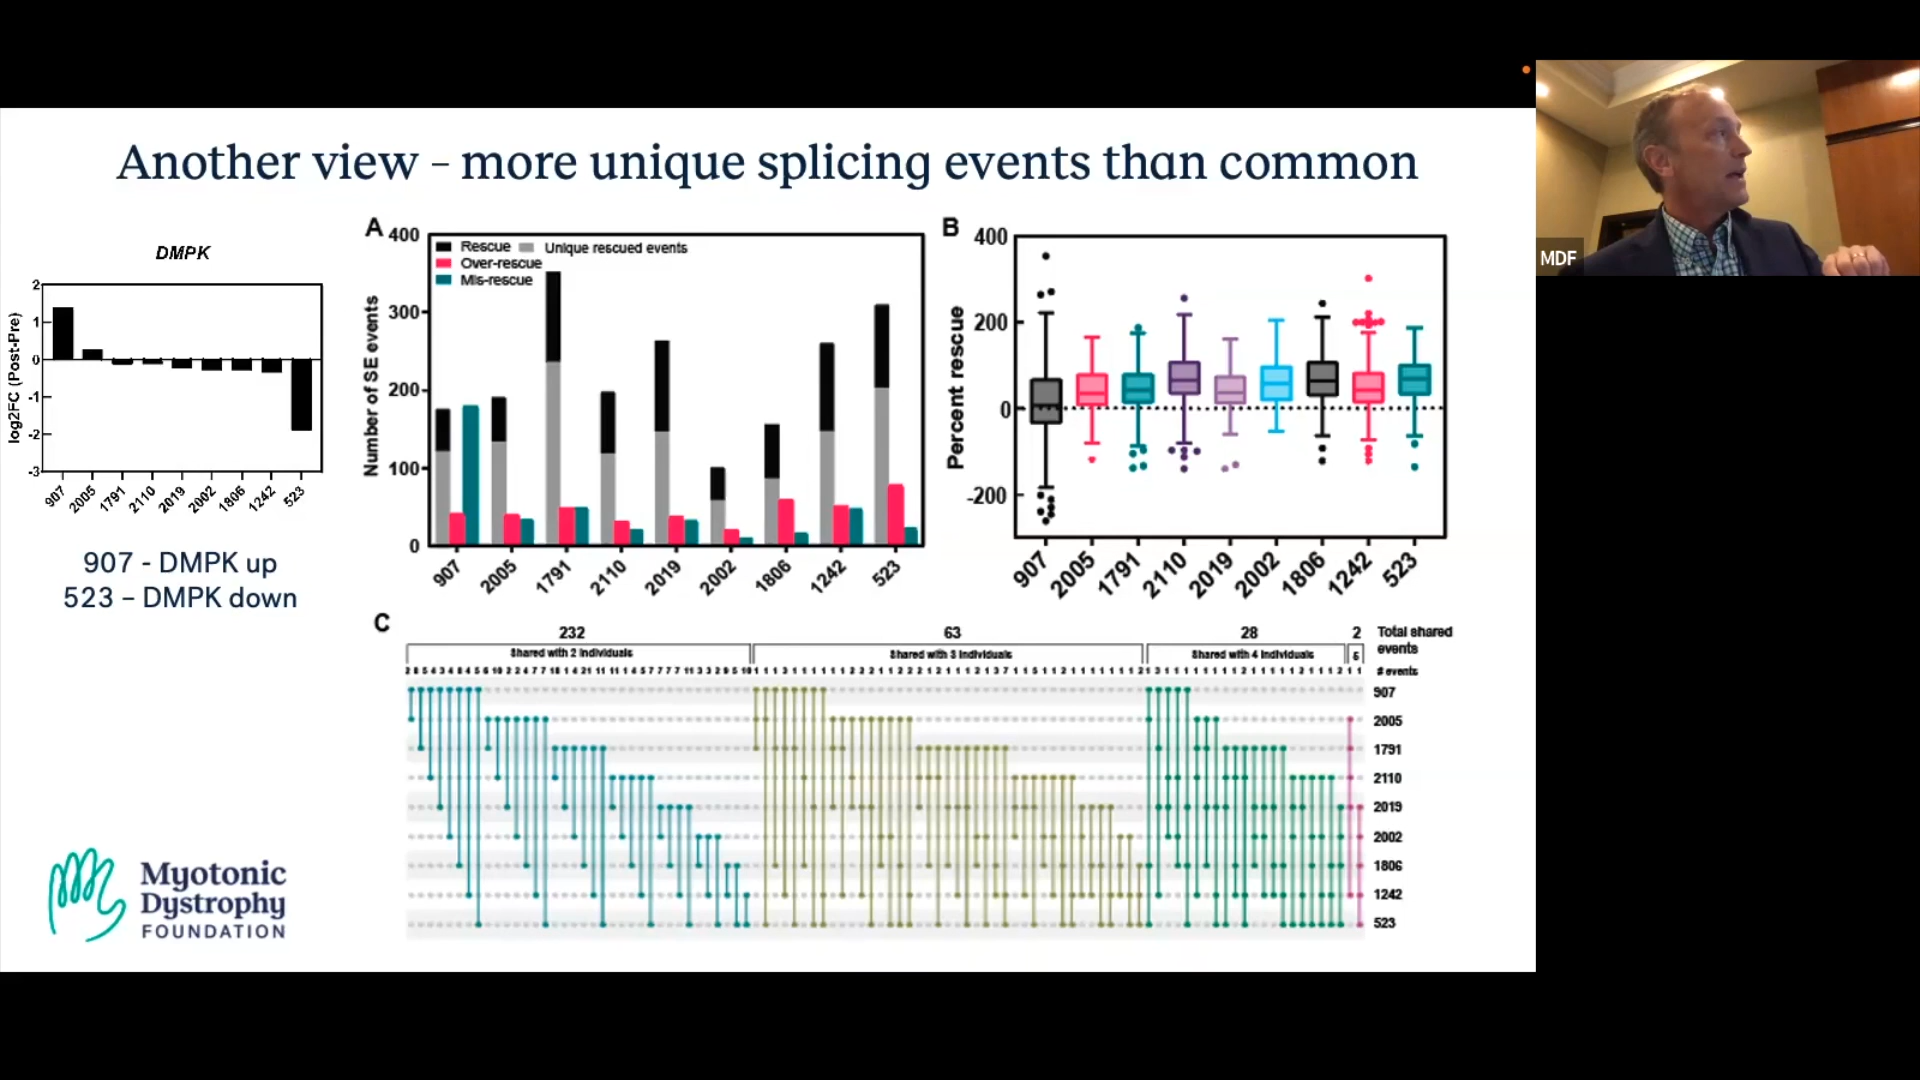 Another view – more unique splicing events than common
DMPK
log2FC (Post-Pre)
2
1
0
-1
-2
-3
907 2005 1791 2110 2019 2002 1806 1242 523
907 - DMPK up
523 – DMPK down
A
Number of SE events
400
300
200
100
0
Rescue Unique rescued events
Over-rescue
Mis-rescue
907 2005 1791 2110 2019 2002 1806 1242 523
B
Percent rescue
400
200
0
-200
907 2005 1791 2110 2019 2002 1806 1242 523
C
232 63 28 2 Total shared events
Shared with 2 individuals Shared with 3 individuals Shared with 4 individuals 5
# events
907
2005
1791
2110
2019
2002
1806
1242
523
Myotonic
Dystrophy
FOUNDATION
MDF